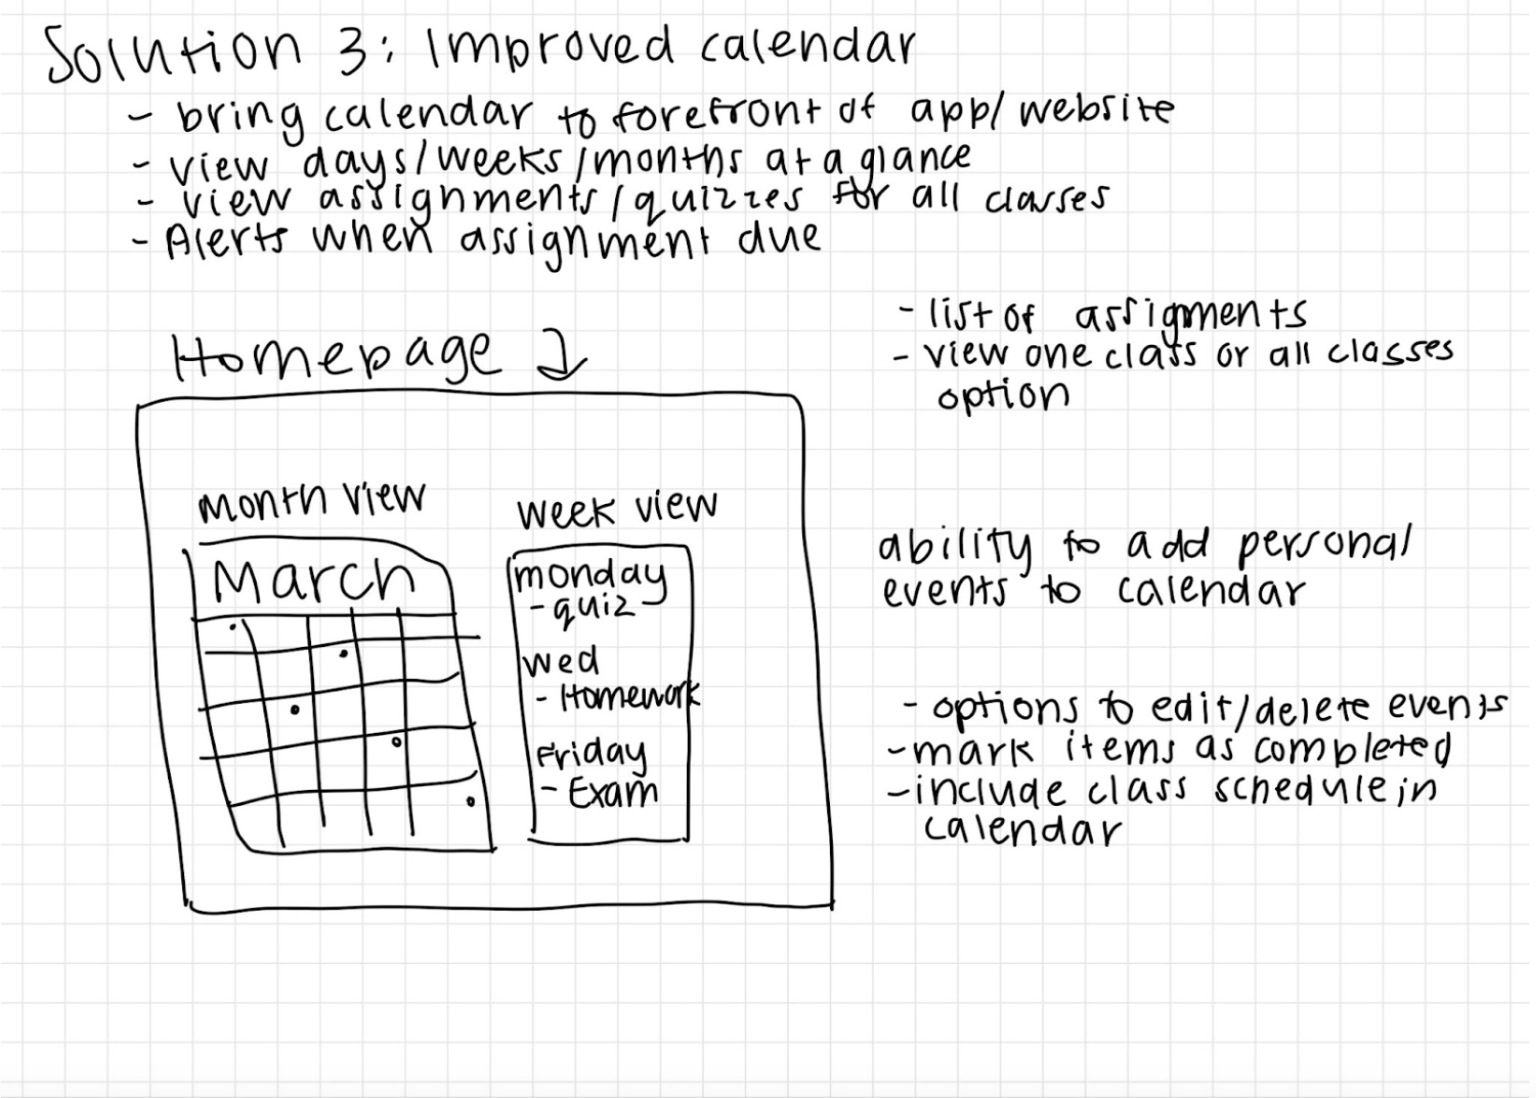 Solution 3: Improved calendar
- bring calendar to forefront of app/website
- view days/weeks/months at a glance
- view assignments/quizzes for all classes
- Alerts when assignment due
- list of assigments
- view one class or all classes
option
Homepage
month view
week view
March
monday
- quiz
wed
- Homework
Friday
- Exam
ability to add personal
events to calendar
- options to edit/delete events
- mark items as completed
- include class schedule in
calendar